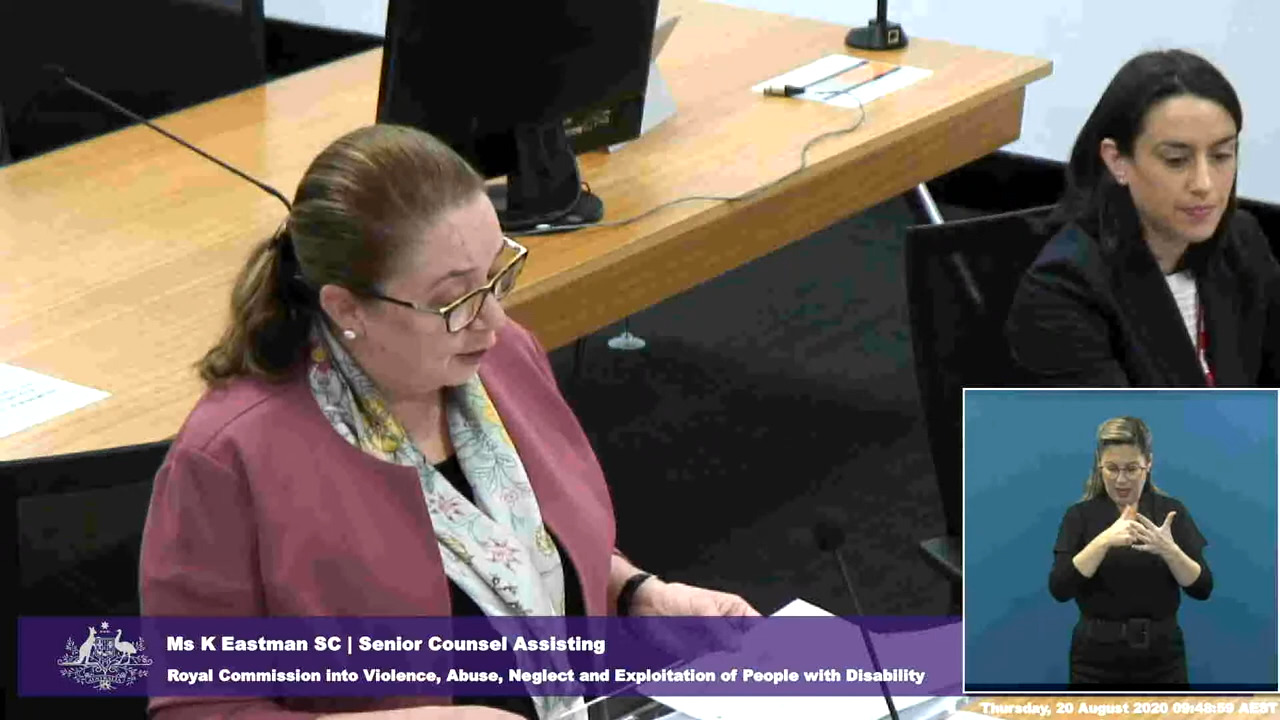 Ms K Eastman SC | Senior Counsel Assisting
Royal Commission into Violence, Abuse, Neglect and Exploitation of People with Disability
Thursday, 20 August 2020 09:48:59 AEST